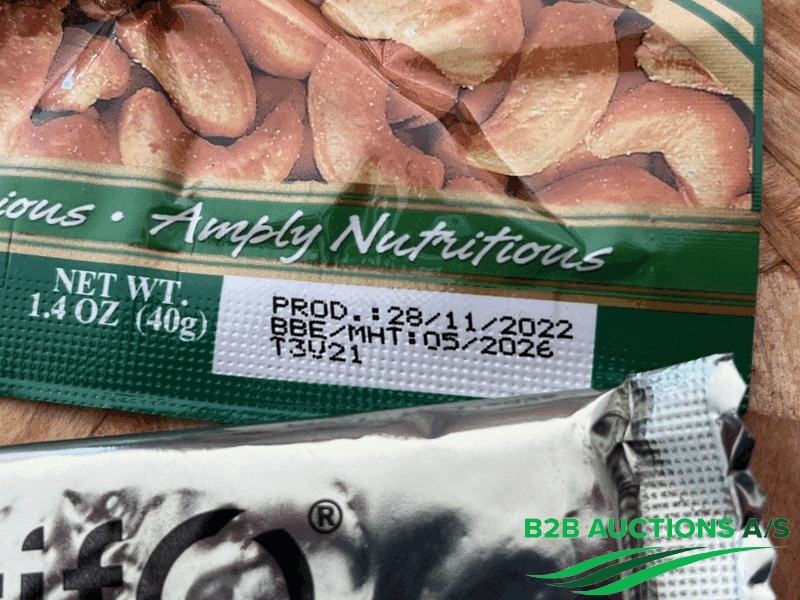 ious • Amply Nutritious
NET WT.
1.4 OZ (40g)
PROD.:28/11/2022
BBE/MHT:05/2026
T3V21
ifO®
B2B AUCTIONS A/S